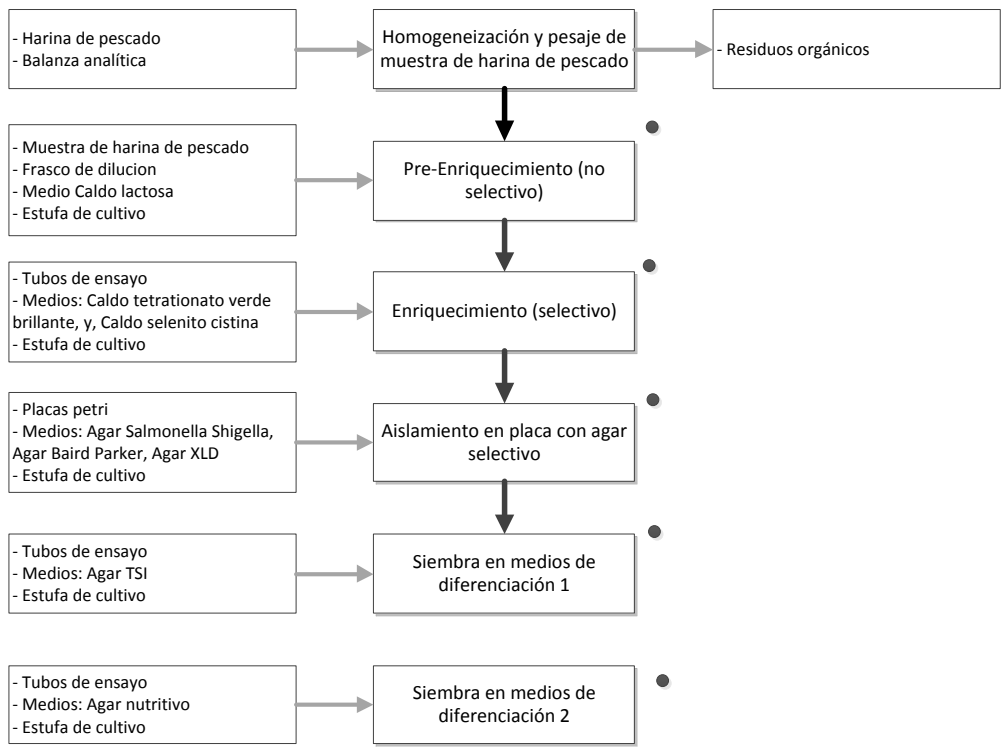 - Harina de pescado
- Balanza analítica
Homogeneización y pesaje de
muestra de harina de pescado
- Residuos orgánicos
- Muestra de harina de pescado
- Frasco de dilucion
- Medio Caldo lactosa
- Estufa de cultivo
Pre-Enriquecimiento (no
selectivo)
- Tubos de ensayo
- Medios: Caldo tetrationato verde
brillante, y, Caldo selenito cistina
- Estufa de cultivo
Enriquecimiento (selectivo)
- Placas petri
- Medios: Agar Salmonella Shigella,
Agar Baird Parker, Agar XLD
- Estufa de cultivo
Aislamiento en placa con agar
selectivo
- Tubos de ensayo
- Medios: Agar TSI
- Estufa de cultivo
Siembra en medios de
diferenciación 1
- Tubos de ensayo
- Medios: Agar nutritivo
- Estufa de cultivo
Siembra en medios de
diferenciación 2